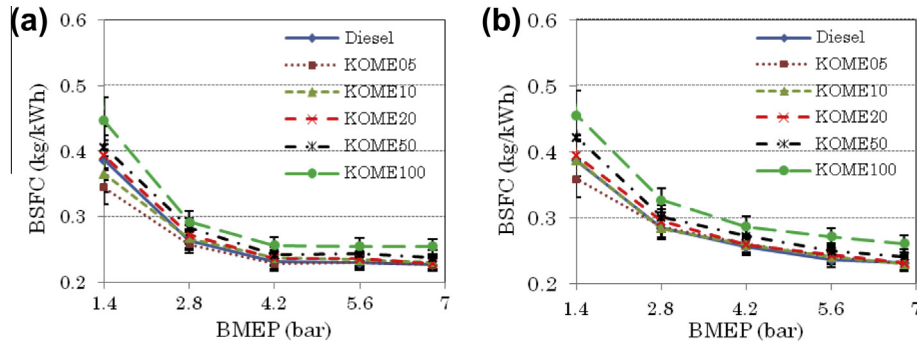 (a)
BSFC (kg/kWh)
0.6
0.5
0.4
0.3
0.2
1.4
2.8
4.2
5.6
7
BMEP (bar)
Diesel
KOME05
KOME10
KOME20
KOME50
KOME100
(b)
BSFC (kg/kWh)
0.6
0.5
0.4
0.3
0.2
1.4
2.8
4.2
5.6
7
BMEP (bar)
Diesel
KOME05
KOME10
KOME20
KOME50
KOME100